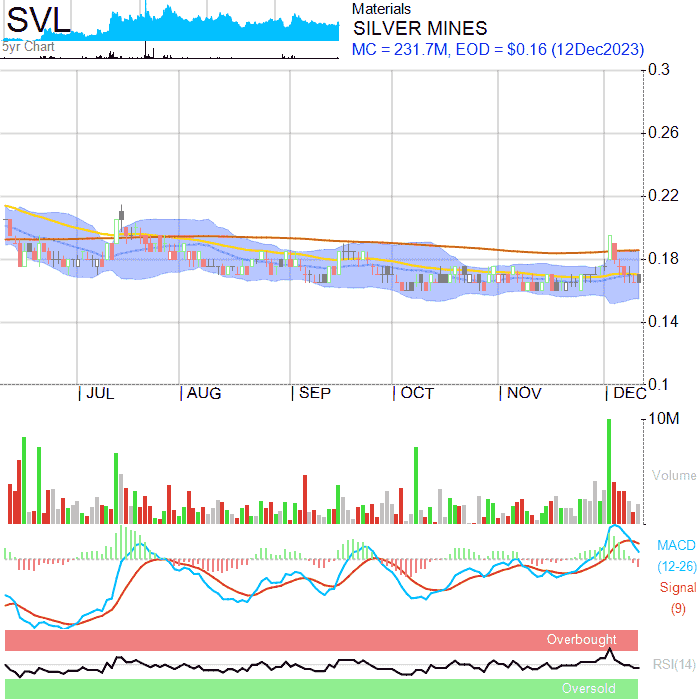 SVL
5yr Chart
Materials
SILVER MINES
MC = 231.7M, EOD = $0.16 (12Dec2023)
0.3
0.26
0.22
0.18
0.14
0.1
JUL AUG SEP OCT NOV DEC
10M
Volume
MACD
(12-26)
Signal
(9)
Overbought
RSI(14)
Oversold